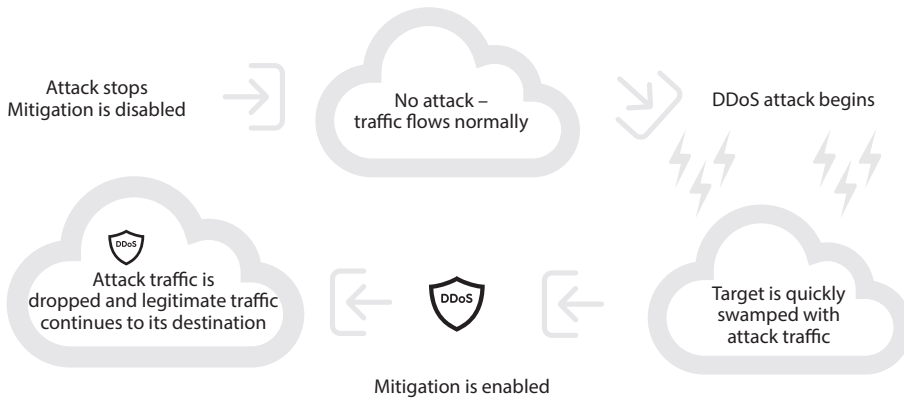 Attack stops
Mitigation is disabled
No attack –
traffic flows normally
DDoS attack begins
DDoS
Attack traffic is
dropped and legitimate traffic
continues to its destination
DDoS
Mitigation is enabled
Target is quickly
swamped with
attack traffic